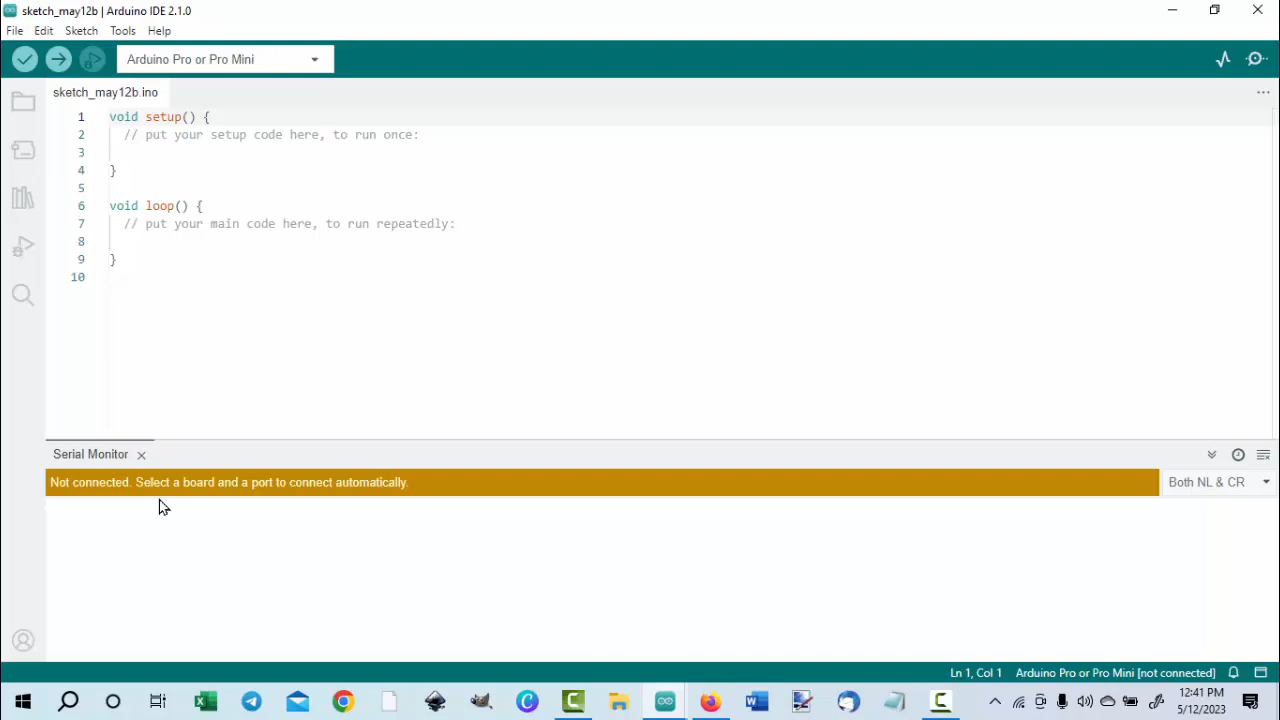 sketch_may12b | Arduino IDE 2.1.0
File Edit Sketch Tools Help
Arduino Pro or Pro Mini
sketch_may12b.ino
1 void setup() {
2 // put your setup code here, to run once:
3
4 }
5
6 void loop() {
7 // put your main code here, to run repeatedly:
8
9 }
10
Serial Monitor
Not connected. Select a board and a port to connect automatically.
Both NL & CR
Ln 1, Col 1 Arduino Pro or Pro Mini [not connected]
12:41 PM
5/12/2023